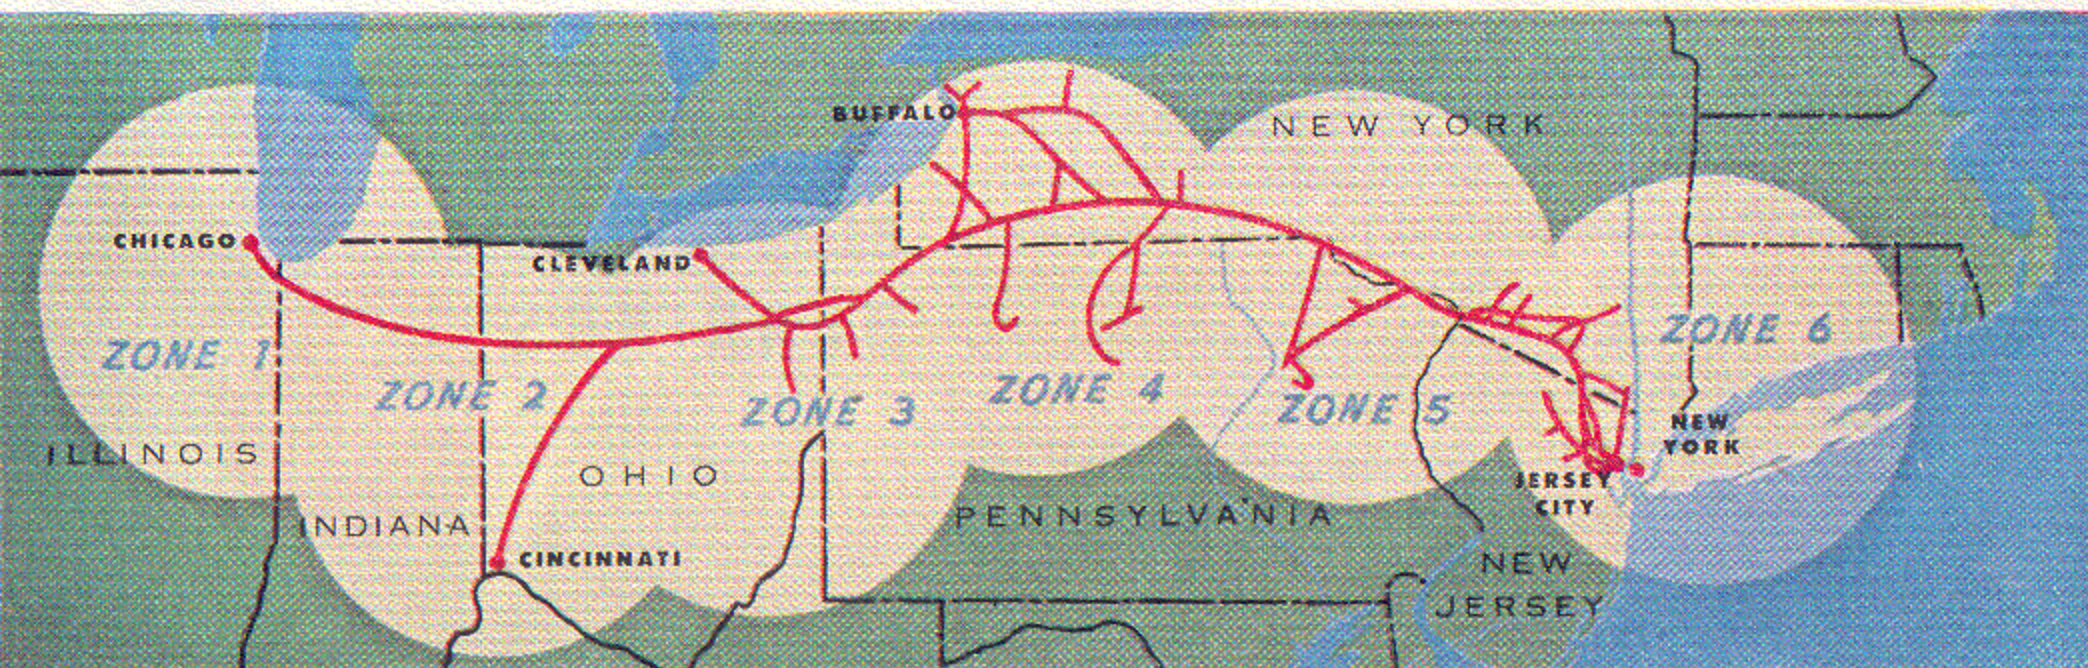 BUFFALO
NEW YORK
CHICAGO
CLEVELAND
ZONE 1
ZONE 2
ZONE 3
ZONE 4
ZONE 5
ZONE 6
NEW
YORK
ILLINOIS
OHIO
JERSEY
CITY
INDIANA
PENNSYLVANIA
CINCINNATI
NEW
JERSEY